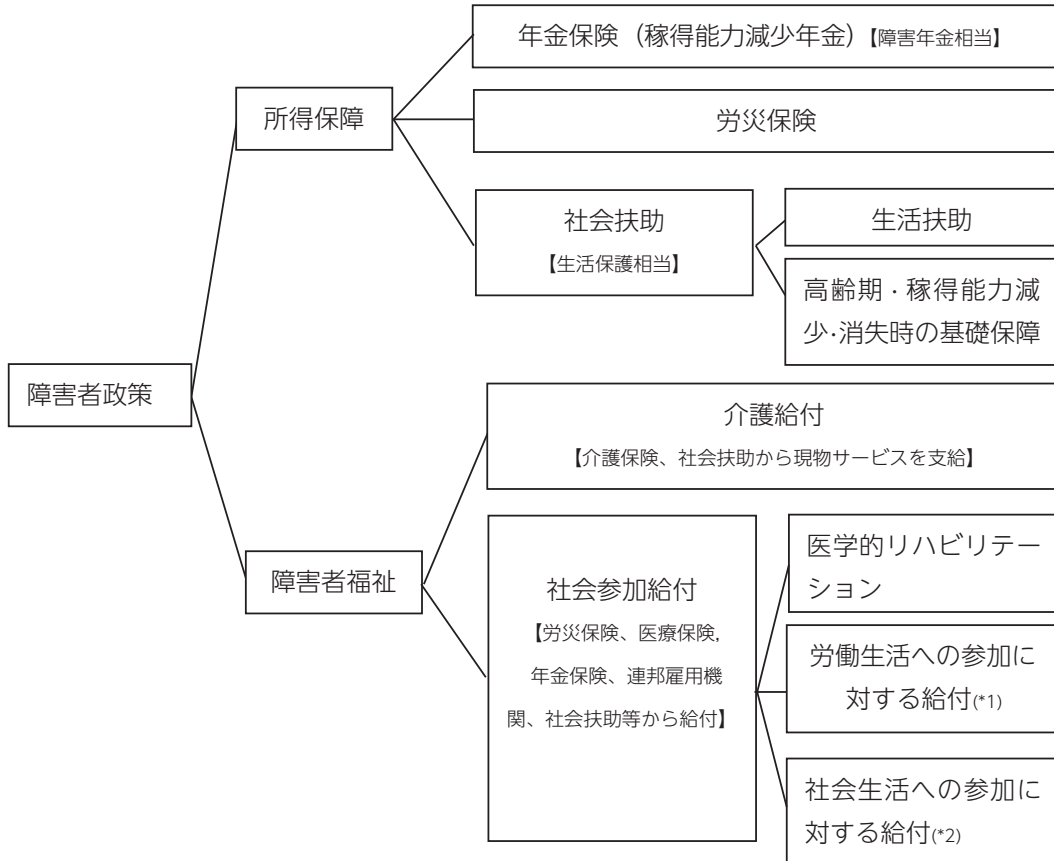 年金保険（稼得能力減少年金）【障害年金相当】
所得保障
労災保険
社会扶助
【生活保護相当】
生活扶助
高齢期・稼得能力減
少・消失時の基礎保障
障害者政策
介護給付
【介護保険、社会扶助から現物サービスを支給】
障害者福祉
社会参加給付
【労災保険、医療保険,
年金保険、連邦雇用機
関、社会扶助等から給付】
医学的リハビリテー
ション
労働生活への参加に
対する給付(*1)
社会生活への参加に
対する給付(*2)